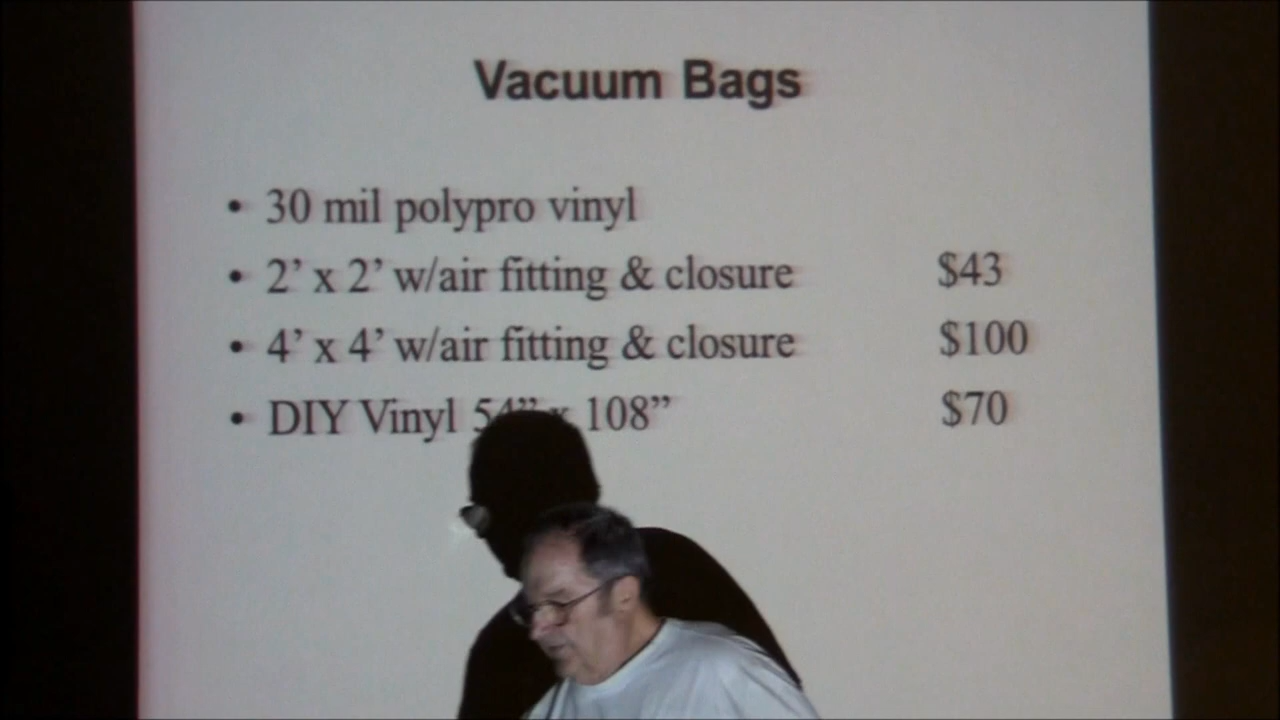 Vacuum Bags
• 30 mil polypro vinyl
• 2’ x 2’ w/air fitting & closure $43
• 4’ x 4’ w/air fitting & closure $100
• DIY Vinyl 54” x 108” $70